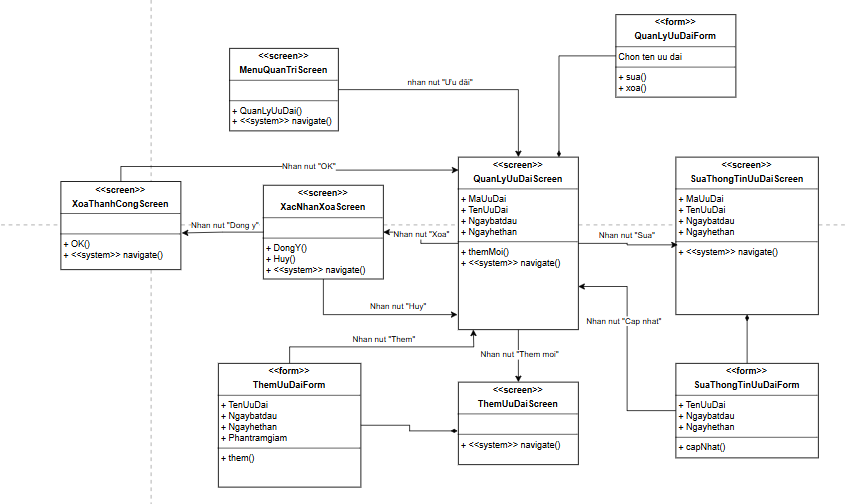 <<form>>
QuanLyUuDaiForm
Chon ten uu dai
+ sua()
+ xoa()
<<screen>>
MenuQuanTriScreen
+ QuanLyUuDai()
+ <<system>> navigate()
nhan nut "Ưu dãi"
Nhan nut "OK"
<<screen>>
XoaThanhCongScreen
+ OK()
+ <<system>> navigate()
Nhan nut "Dong y"
<<screen>>
XacNhanXoaScreen
+ DongY()
+ Huy()
+ <<system>> navigate()
Nhan nut "Xoa"
<<screen>>
QuanLyUuDaiScreen
+ MaUuDai
+ TenUuDai
+ Ngaybatdau
+ Ngayhethan
+ themMoi()
+ <<system>> navigate()
Nhan nut "Sua"
<<screen>>
SuaThongTinUuDaiScreen
+ MaUuDai
+ TenUuDai
+ Ngaybatdau
+ Ngayhethan
+ <<system>> navigate()
Nhan nut "Huy"
Nhan nut "Cap nhat"
Nhan nut "Them"
Nhan nut "Them moi"
<<form>>
ThemUuDaiForm
+ TenUuDai
+ Ngaybatdau
+ Ngayhethan
+ Phantramgiam
+ them()
<<screen>>
ThemUuDaiScreen
+ <<system>> navigate()
<<form>>
SuaThongTinUuDaiForm
+ TenUuDai
+ Ngaybatdau
+ Ngayhethan
+ capNhat()